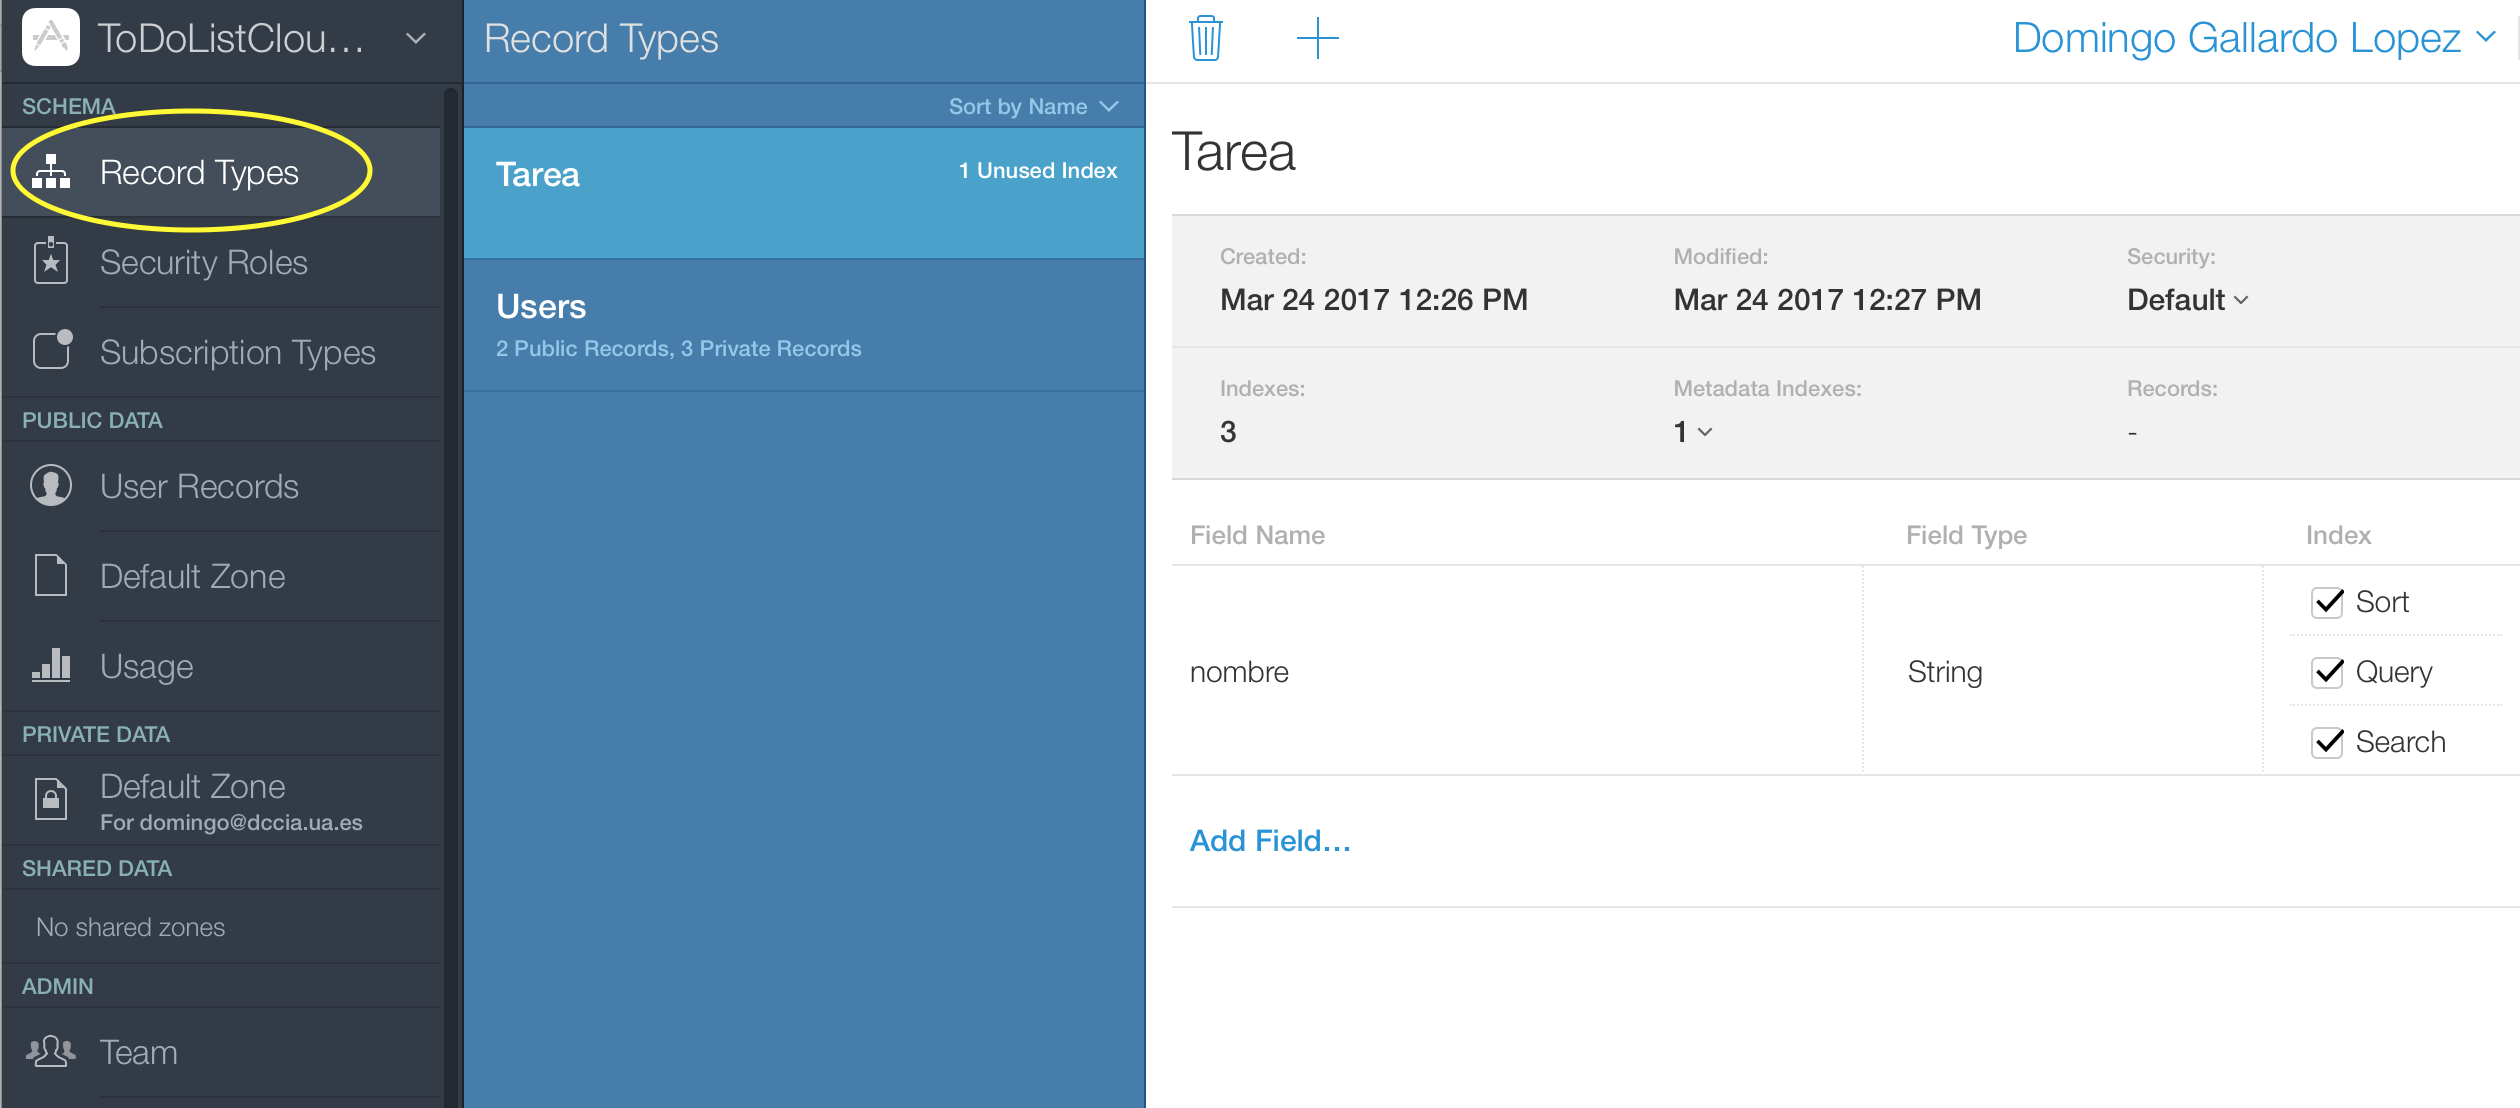 ToDoListClou...
SCHEMA
Record Types
Security Roles
Subscription Types
PUBLIC DATA
User Records
Default Zone
Usage
PRIVATE DATA
Default Zone
For domingo@dccia.ua.es
SHARED DATA
No shared zones
ADMIN
Team
Record Types
Sort by Name
Tarea
1 Unused Index
Users
2 Public Records, 3 Private Records
Domingo Gallardo Lopez
Tarea
Created: Modified: Security:
Mar 24 2017 12:26 PM Mar 24 2017 12:27 PM Default
Indexes: Metadata Indexes: Records:
3 1 -
Field Name Field Type Index
nombre String
Sort
Query
Search
Add Field...